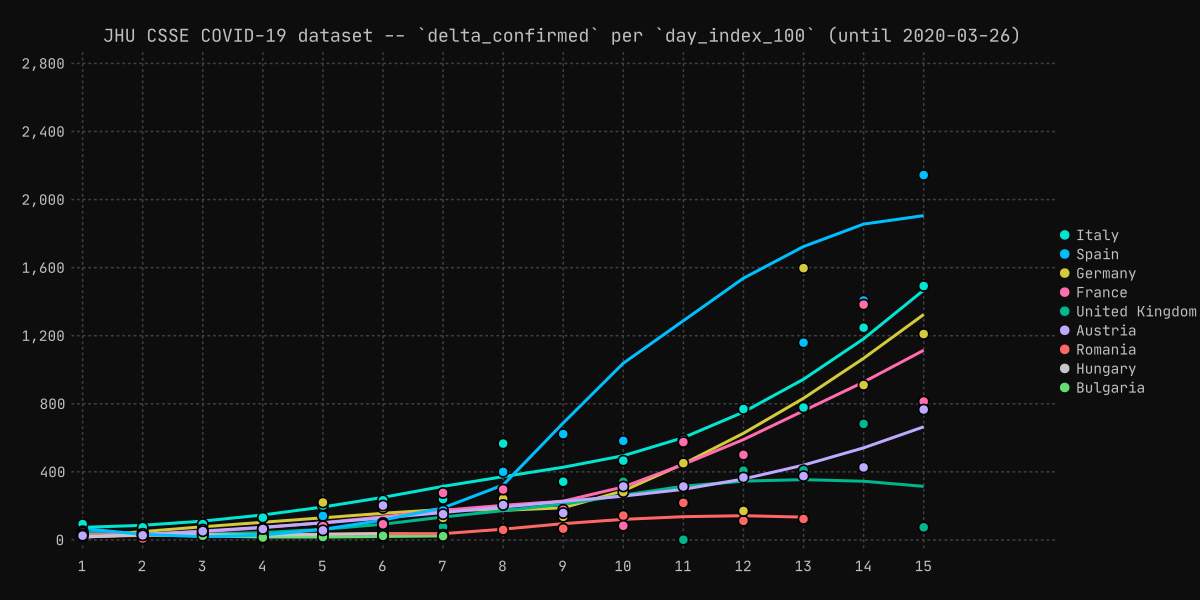 JHU CSSE COVID-19 dataset -- `delta_confirmed` per `day_index_100` (until 2020-03-26)
2,800
2,400
2,000
1,600
1,200
800
400
0
1 2 3 4 5 6 7 8 9 10 11 12 13 14 15
Italy
Spain
Germany
France
United Kingdom
Austria
Romania
Hungary
Bulgaria